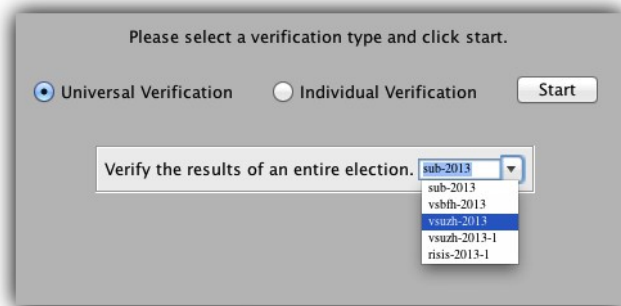 Please select a verification type and click start.
Universal Verification Individual Verification Start
Verify the results of an entire election. sub-2013
sub-2013
vsbfh-2013
vsuzh-2013
vsuzh-2013-1
risis-2013-1